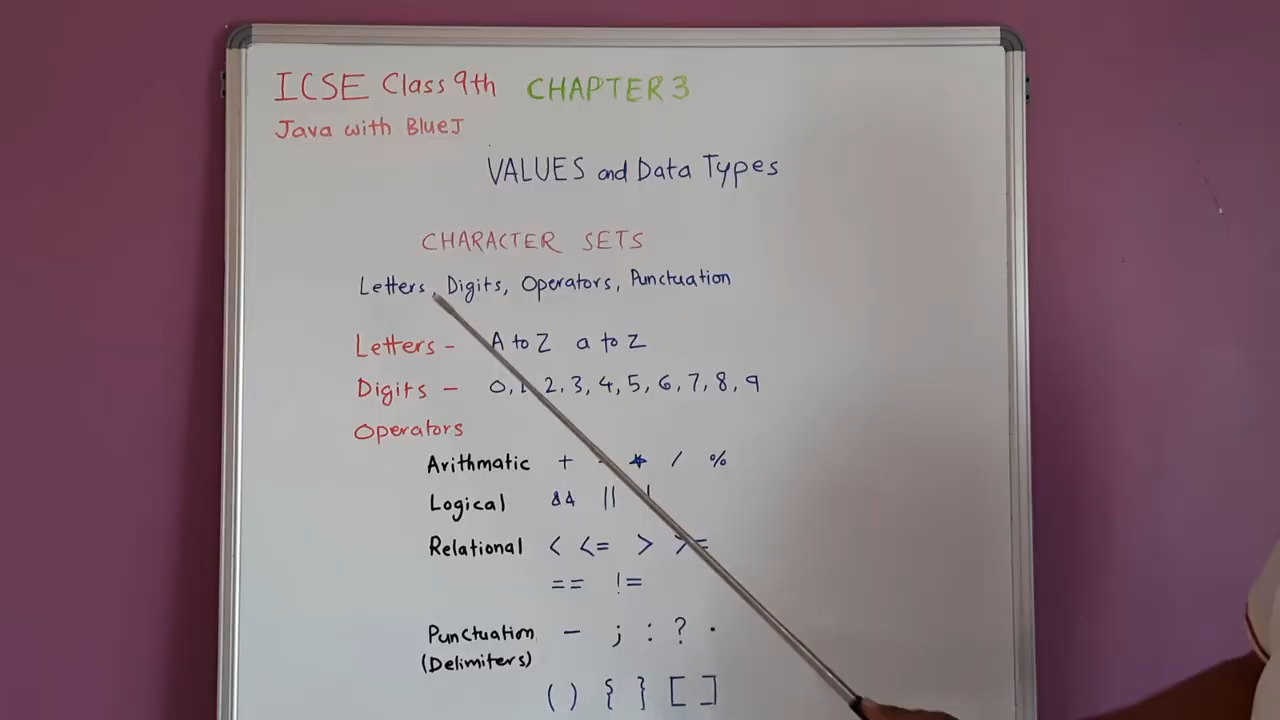 ICSE Class 9th CHAPTER 3
Java with BlueJ
VALUES and Data Types
CHARACTER SETS
Letters, Digits, Operators, Punctuation
Letters - A to Z a to Z
Digits - 0, 1 2, 3, 4, 5, 6, 7, 8, 9
Operators
Arithmatic + - * / %
Logical && || !
Relational < <= > >=
== !=
Punctuation - ; : ? .
(Delimiters)
( ) { } [ ]